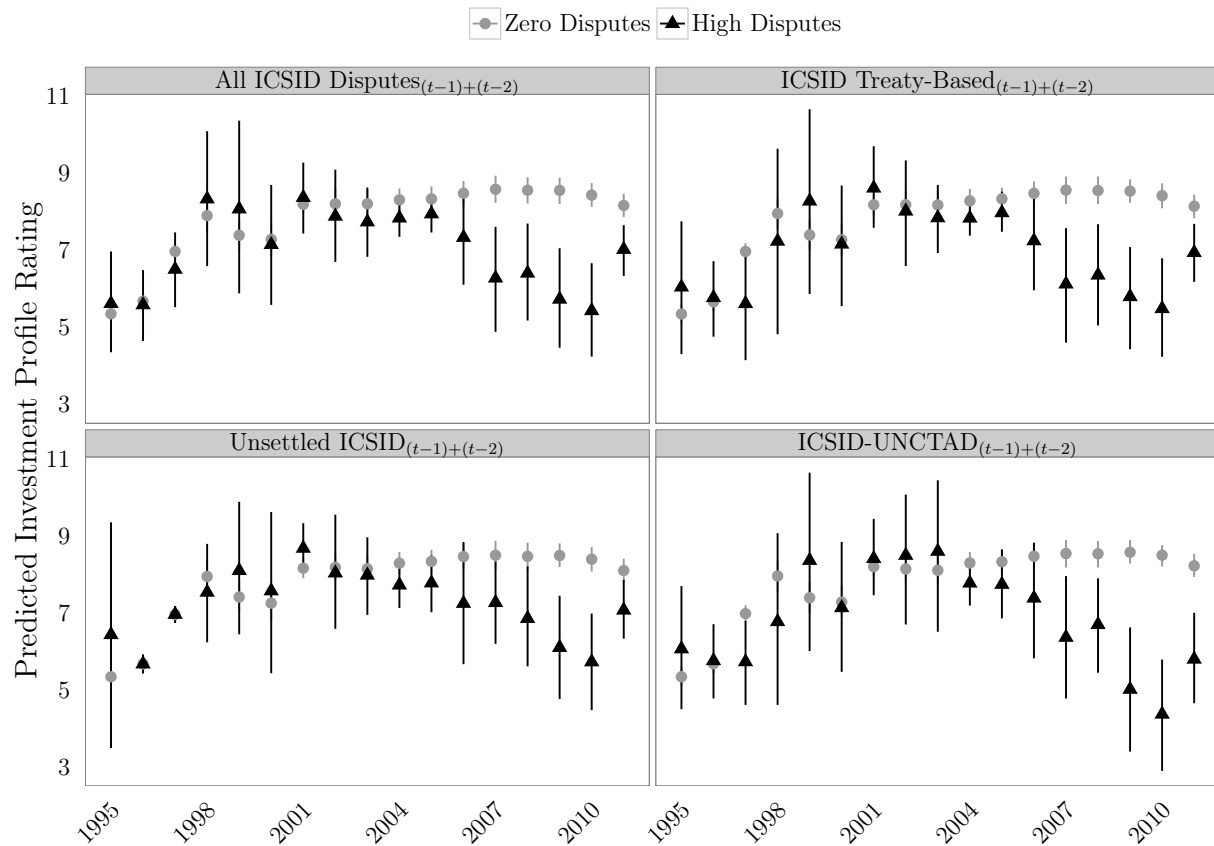 Zero Disputes High Disputes
All ICSID Disputes(t−1)+(t−2)
ICSID Treaty-Based(t−1)+(t−2)
11
9
7
5
3
Unsettled ICSID(t−1)+(t−2)
ICSID-UNCTAD(t−1)+(t−2)
11
9
7
5
3
Predicted Investment Profile Rating
1995 1998 2001 2004 2007 2010 1995 1998 2001 2004 2007 2010